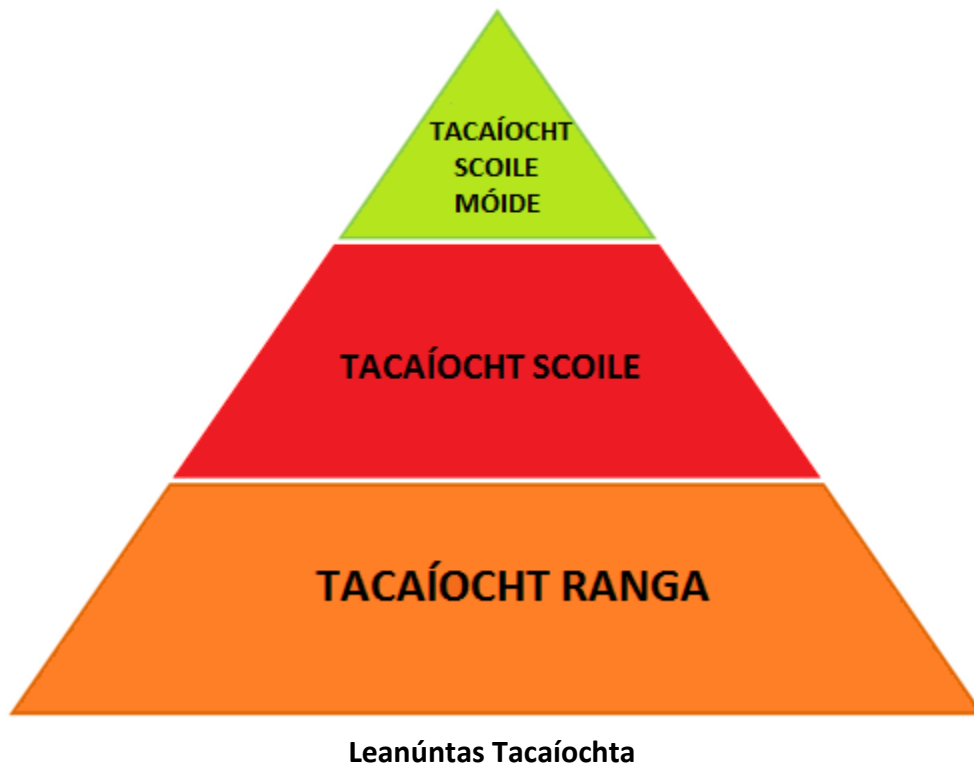 TACAÍOCHT
SCOILE
MÓIDE
TACAÍOCHT SCOILE
TACAÍOCHT RANGA
Leanúntas Tacaíochta